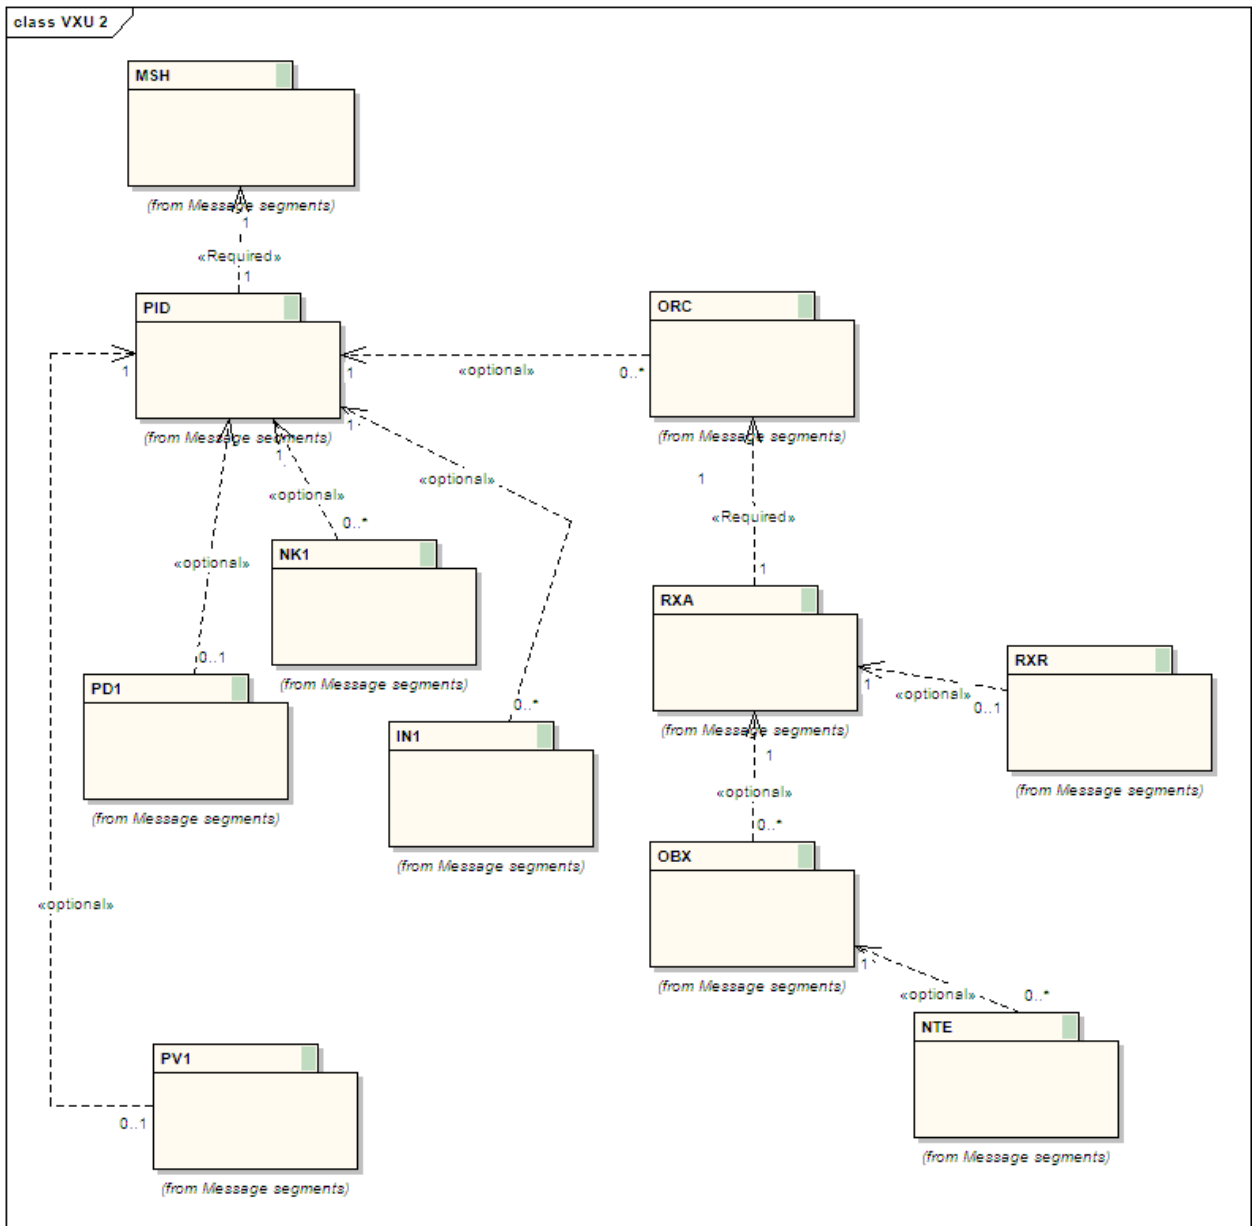 class VXU 2
MSH
(from Message segments)
1
«Required»
1
PID
ORC
1
1
«optional»
0..*
(from Message segments)
1
(from Message segments)
1
«optional»
1
«optional»
0..*
«Required»
«optional»
NK1
1
RXA
0..1
(from Message segments)
RXR
PD1
1
«optional»
0..1
0..*
IN1
(from Message segments)
1
(from Message segments)
«optional»
(from Message segments)
0..*
OBX
(from Message segments)
«optional»
1
(from Message segments)
«optional»
0..*
NTE
PV1
0..1
(from Message segments)
(from Message segments)